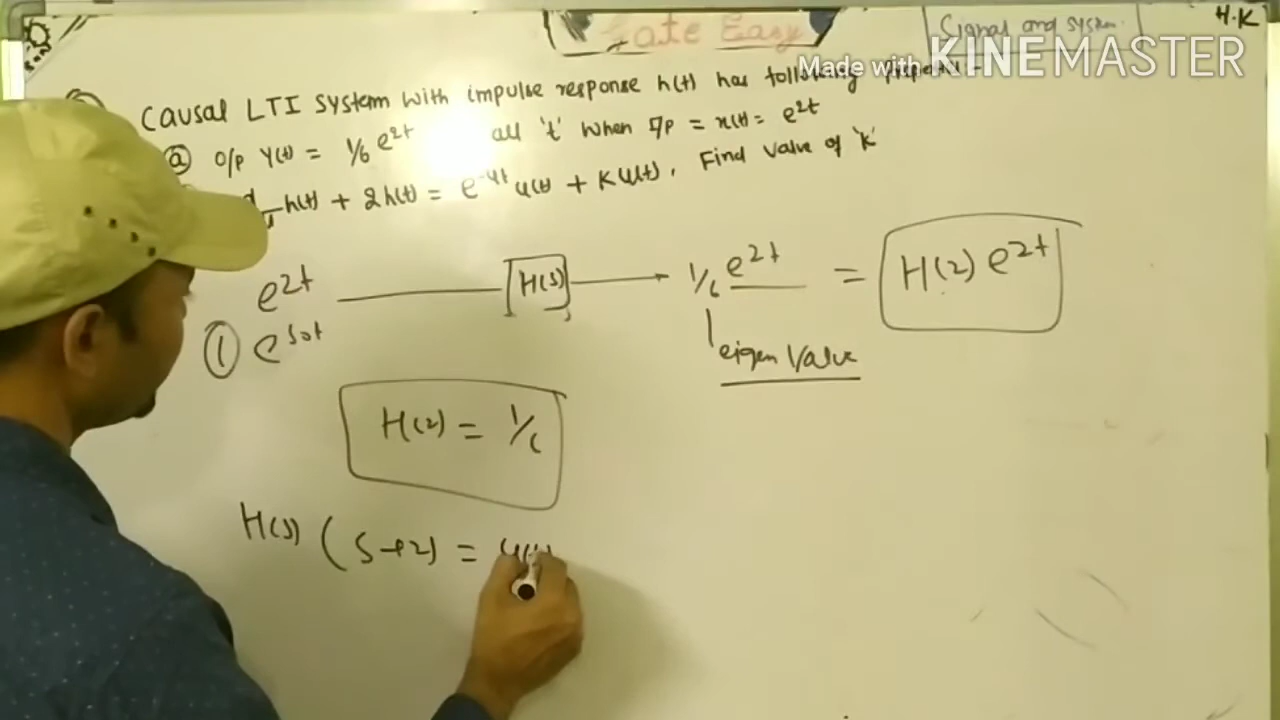 H.K
Gate Easy
Signal and system
Made with KINEMASTER
Causal LTI System with impulse response h(t) has following
ⓐ o/p y(t) = 1/6 e^2t all 't' when I/p = x(t) = e^2t
h(t) + 2h(t) = e^-4t u(t) + K u(t), Find Value of 'K'
e^2t H(s) 1/6 e^2t = H(2) e^2t
① e^sot
eigen Value
H(2) = 1/6
H(s) (s+2) =